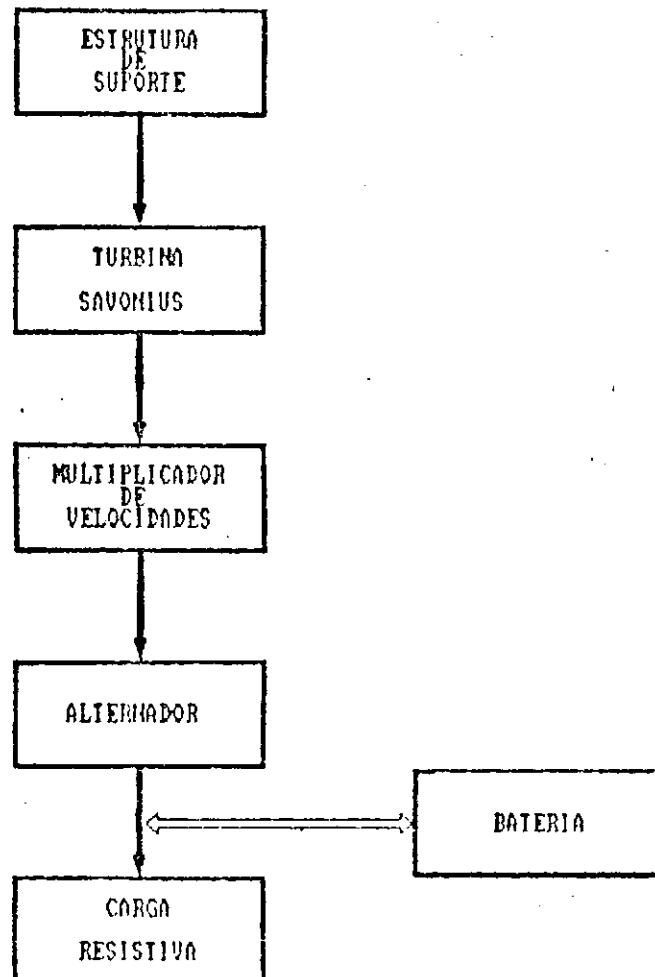 ESTRUTURA
DE
SUPORTE
TURBINA
SAVONIUS
MULTIPLICADOR
DE
VELOCIDADES
ALTERNADOR
BATERIA
CARGA
RESISTIVA